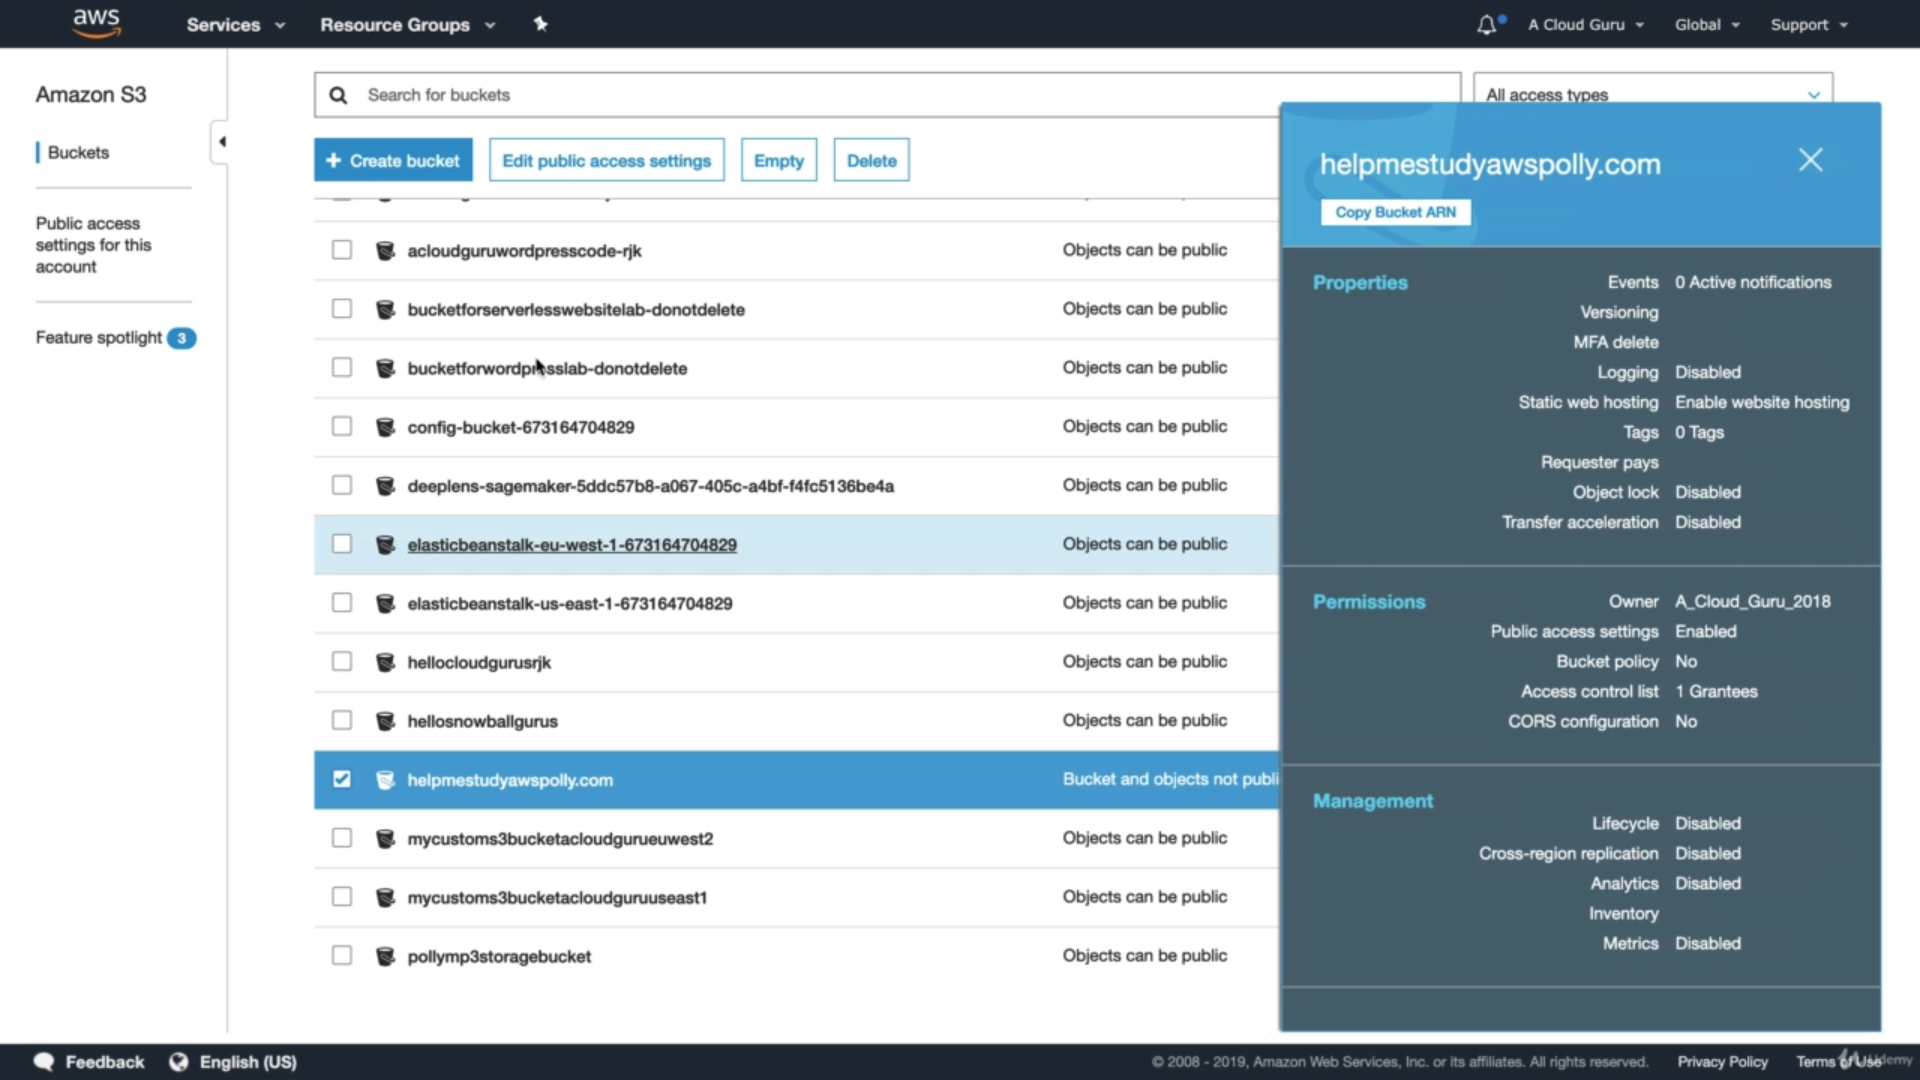 aws Services Resource Groups A Cloud Guru Global Support
Amazon S3
Buckets
Public access
settings for this
account
Feature spotlight 3
Search for buckets
All access types
+ Create bucket Edit public access settings Empty Delete
acloudguruwordpresscode-rjk Objects can be public
bucketforserverlesswebsitelab-donotdelete Objects can be public
bucketforwordpresslab-donotdelete Objects can be public
config-bucket-673164704829 Objects can be public
deeplens-sagemaker-5ddc57b8-a067-405c-a4bf-f4fc5136be4a Objects can be public
elasticbeanstalk-eu-west-1-673164704829 Objects can be public
elasticbeanstalk-us-east-1-673164704829 Objects can be public
hellocloudgurusrjk Objects can be public
hellosnowballgurus Objects can be public
helpmestudyawspolly.com Bucket and objects not publi
mycustoms3bucketacloudgurueuwest2 Objects can be public
mycustoms3bucketacloudguruuseast1 Objects can be public
pollymp3storagebucket Objects can be public
helpmestudyawspolly.com
Copy Bucket ARN
Properties Events 0 Active notifications
Versioning
MFA delete
Logging Disabled
Static web hosting Enable website hosting
Tags 0 Tags
Requester pays
Object lock Disabled
Transfer acceleration Disabled
Permissions Owner A_Cloud_Guru_2018
Public access settings Enabled
Bucket policy No
Access control list 1 Grantees
CORS configuration No
Management
Lifecycle Disabled
Cross-region replication Disabled
Analytics Disabled
Inventory
Metrics Disabled
Feedback English (US) © 2008 - 2019, Amazon Web Services, Inc. or its affiliates. All rights reserved. Privacy Policy Terms of Use